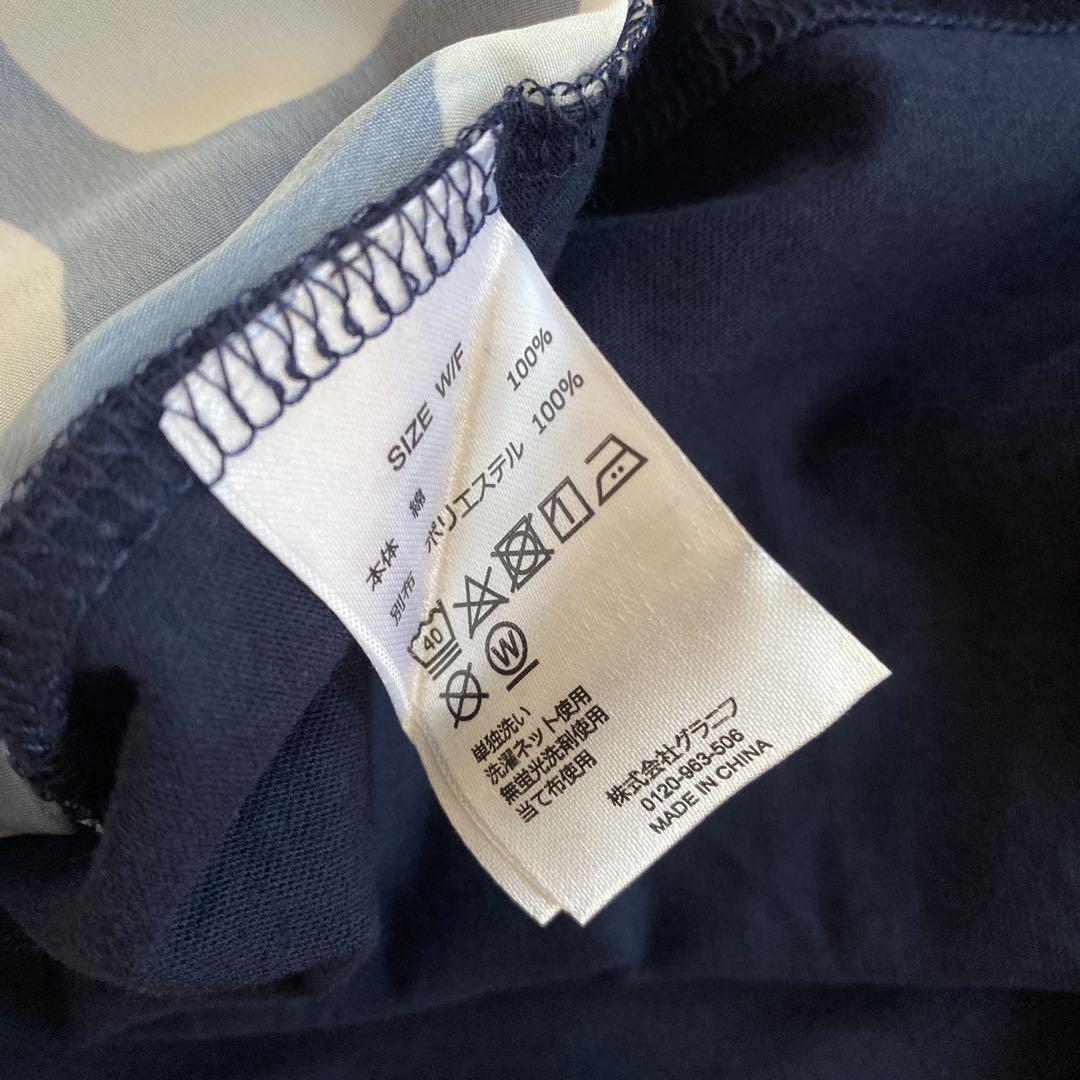 SIZE W/F
本体 綿 100%
別布 ポリエステル 100%
40
W
単独洗い
洗濯ネット使用
無蛍光洗剤使用
当て布使用
株式会社グラニフ
0120-963-506
MADE IN CHINA